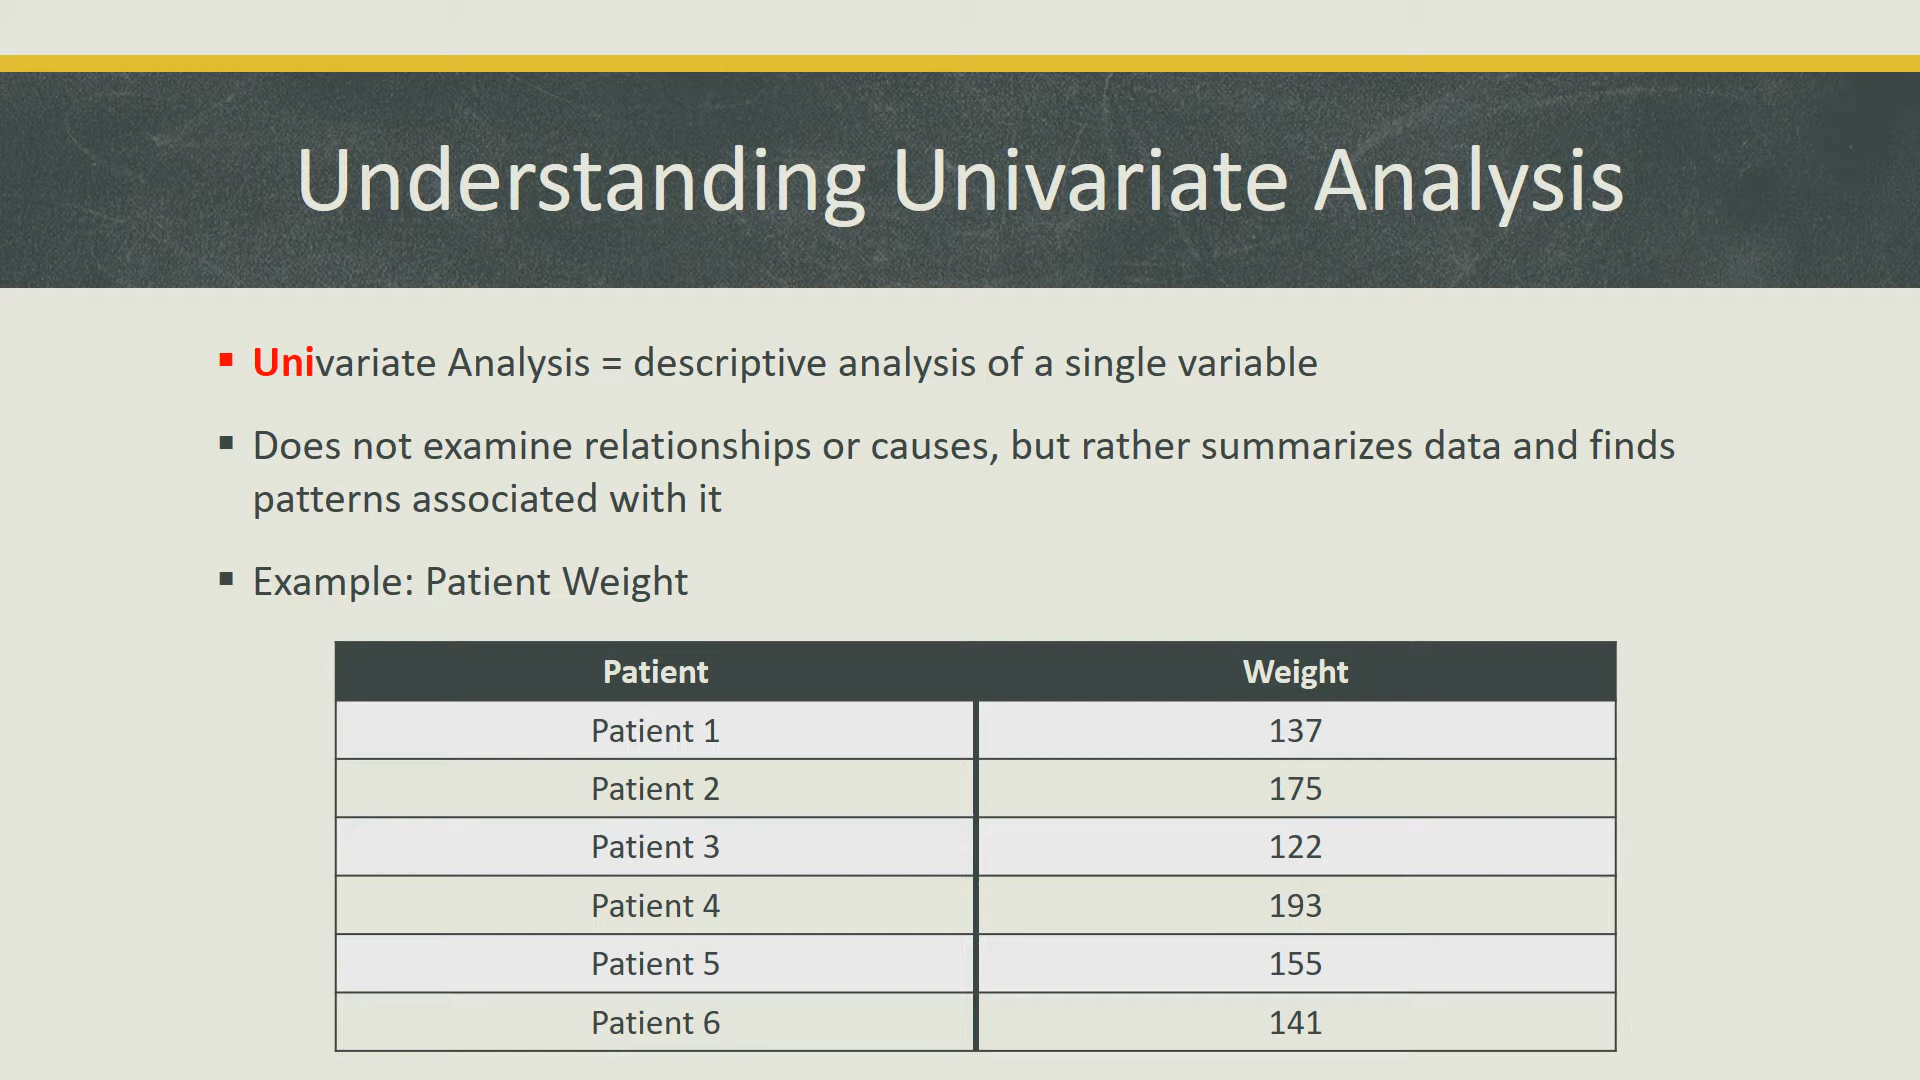 Understanding Univariate Analysis
Univariate Analysis = descriptive analysis of a single variable
Does not examine relationships or causes, but rather summarizes data and finds
patterns associated with it
Example: Patient Weight
Patient Weight
Patient 1 137
Patient 2 175
Patient 3 122
Patient 4 193
Patient 5 155
Patient 6 141